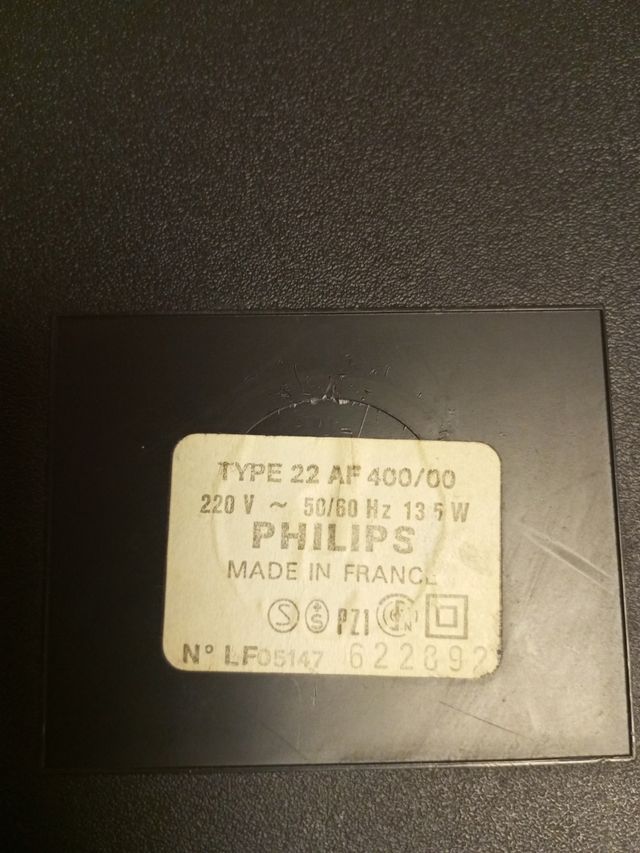 TYPE 22 AF 400/00
220 V ~ 50/60 Hz 13 5 W
PHILIPS
MADE IN FRANCE
S +S PZI
N° LF05147 622892